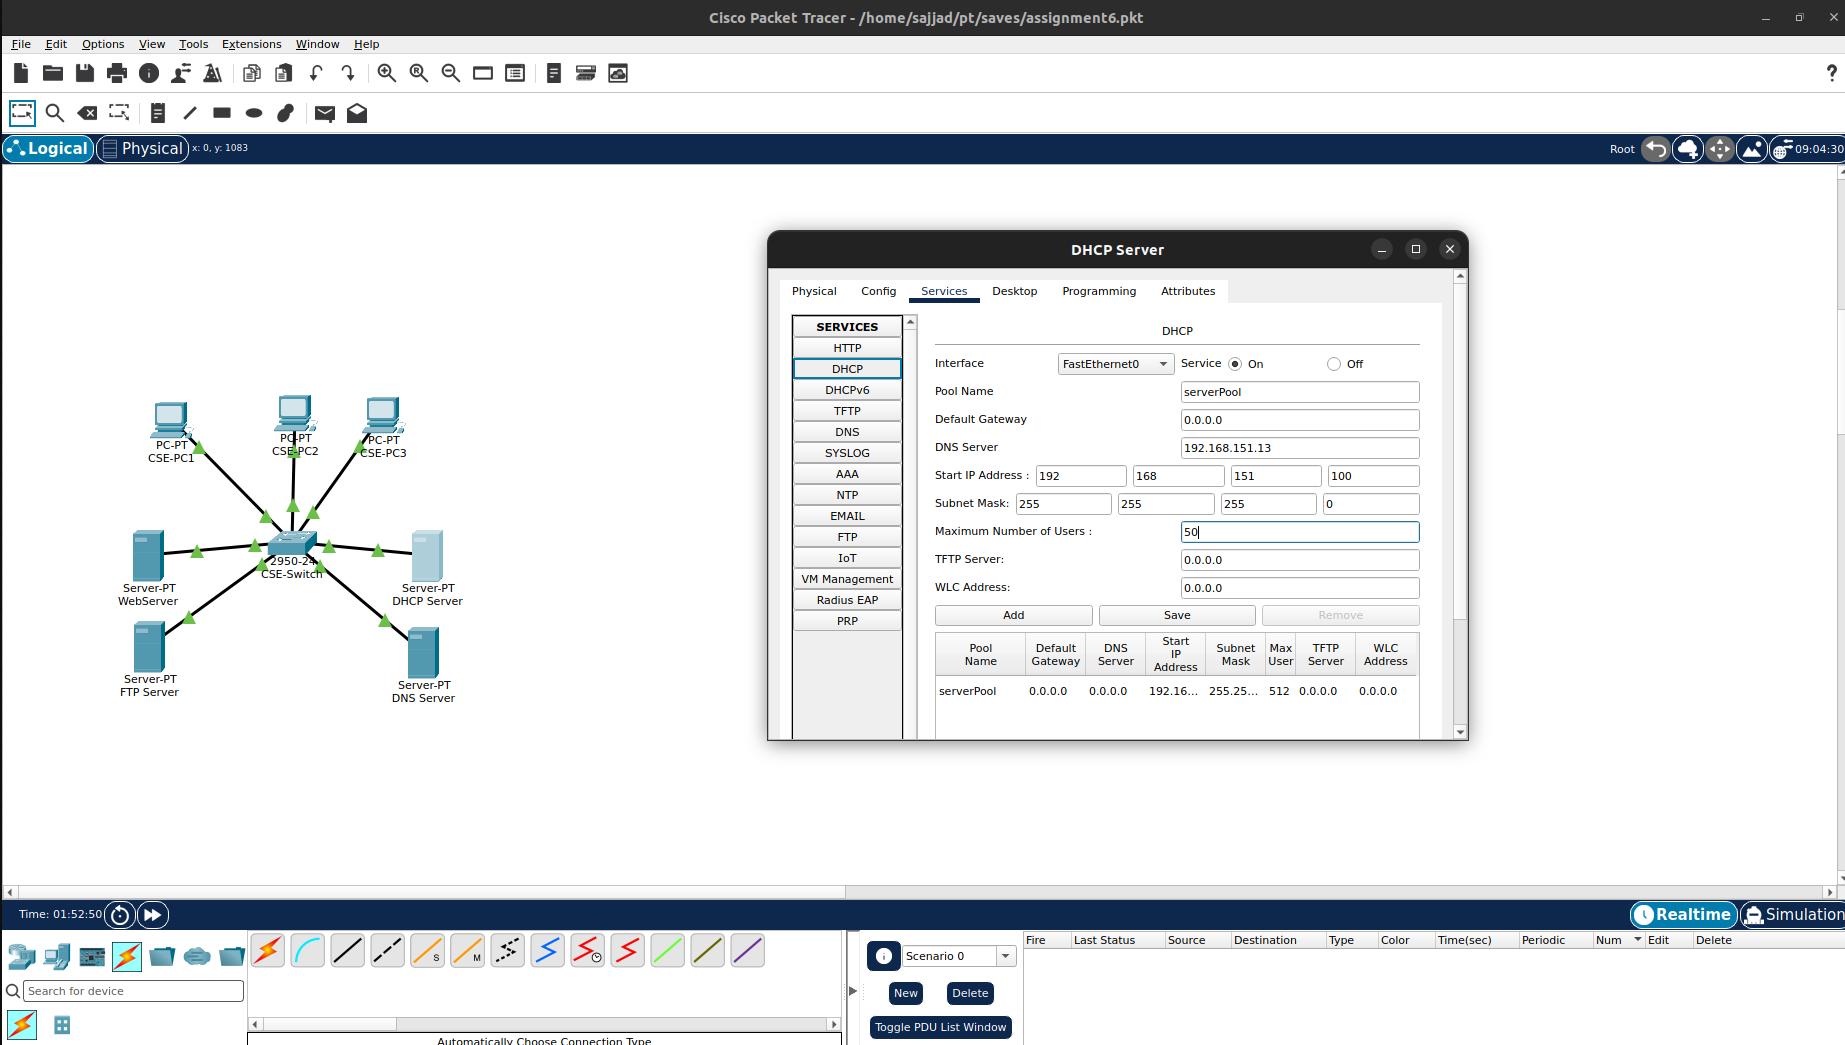 Cisco Packet Tracer - /home/sajjad/pt/saves/assignment6.pkt
File Edit Options View Tools Extensions Window Help
?
Logical Physical x: 0, y: 1083 Root 09:04:30
PC-PT
CSE-PC1
PC-PT
CSE-PC2
PC-PT
CSE-PC3
2950-24
CSE-Switch
Server-PT
WebServer
Server-PT
DHCP Server
Server-PT
FTP Server
Server-PT
DNS Server
DHCP Server
Physical Config Services Desktop Programming Attributes
SERVICES
HTTP
DHCP
DHCPv6
TFTP
DNS
SYSLOG
AAA
NTP
EMAIL
FTP
IoT
VM Management
Radius EAP
PRP
DHCP
Interface FastEthernet0 Service On Off
Pool Name serverPool
Default Gateway 0.0.0.0
DNS Server 192.168.151.13
Start IP Address : 192 168 151 100
Subnet Mask: 255 255 255 0
Maximum Number of Users : 50
TFTP Server: 0.0.0.0
WLC Address: 0.0.0.0
Add Save Remove
Pool Name Default Gateway DNS Server Start IP Address Subnet Mask Max User TFTP Server WLC Address
serverPool 0.0.0.0 0.0.0.0 192.16... 255.25... 512 0.0.0.0 0.0.0.0
Time: 01:52:50 Realtime Simulation
Search for device
S M
Automatically Choose Connection Type
Scenario 0
New Delete
Toggle PDU List Window
Fire Last Status Source Destination Type Color Time(sec) Periodic Num Edit Delete